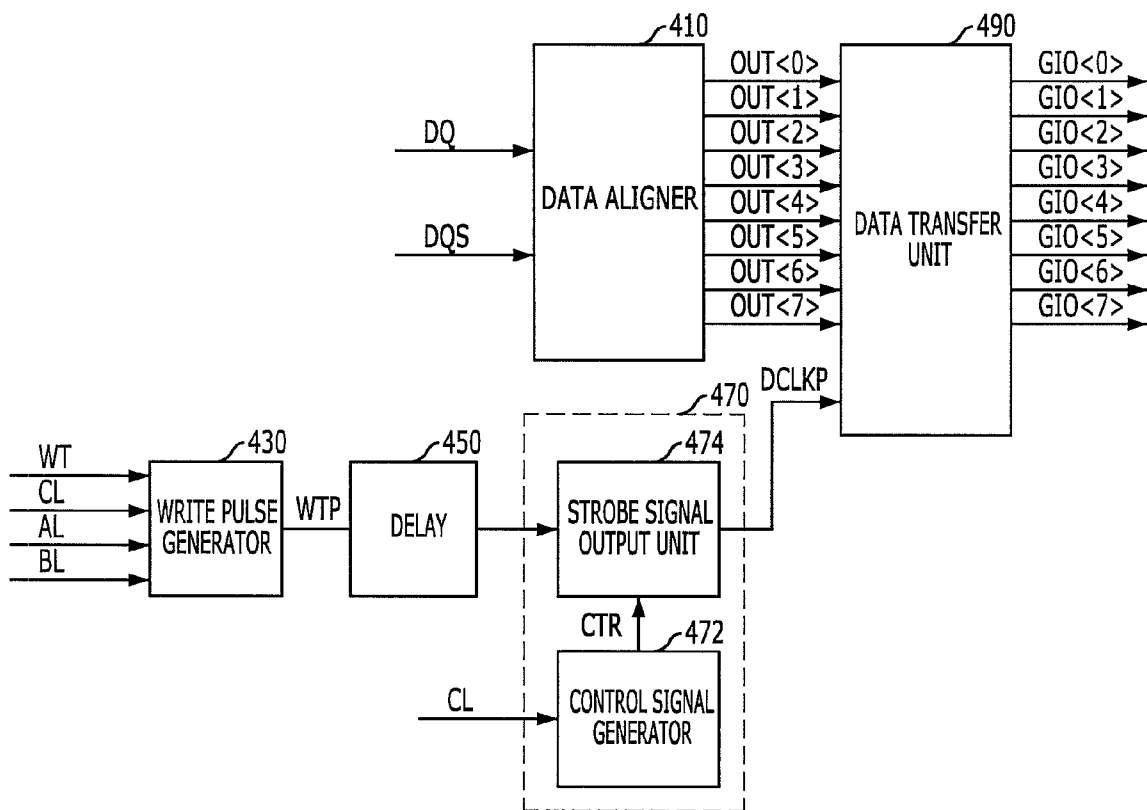 410
490
OUT<0>
OUT<1>
OUT<2>
OUT<3>
OUT<4>
OUT<5>
OUT<6>
OUT<7>
GIO<0>
GIO<1>
GIO<2>
GIO<3>
GIO<4>
GIO<5>
GIO<6>
GIO<7>
DQ
DQS
DATA ALIGNER
DATA TRANSFER
UNIT
DCLKP
470
430
450
474
WT
CL
AL
BL
WRITE PULSE
GENERATOR
WTP
DELAY
STROBE SIGNAL
OUTPUT UNIT
CTR
472
CL
CONTROL SIGNAL
GENERATOR